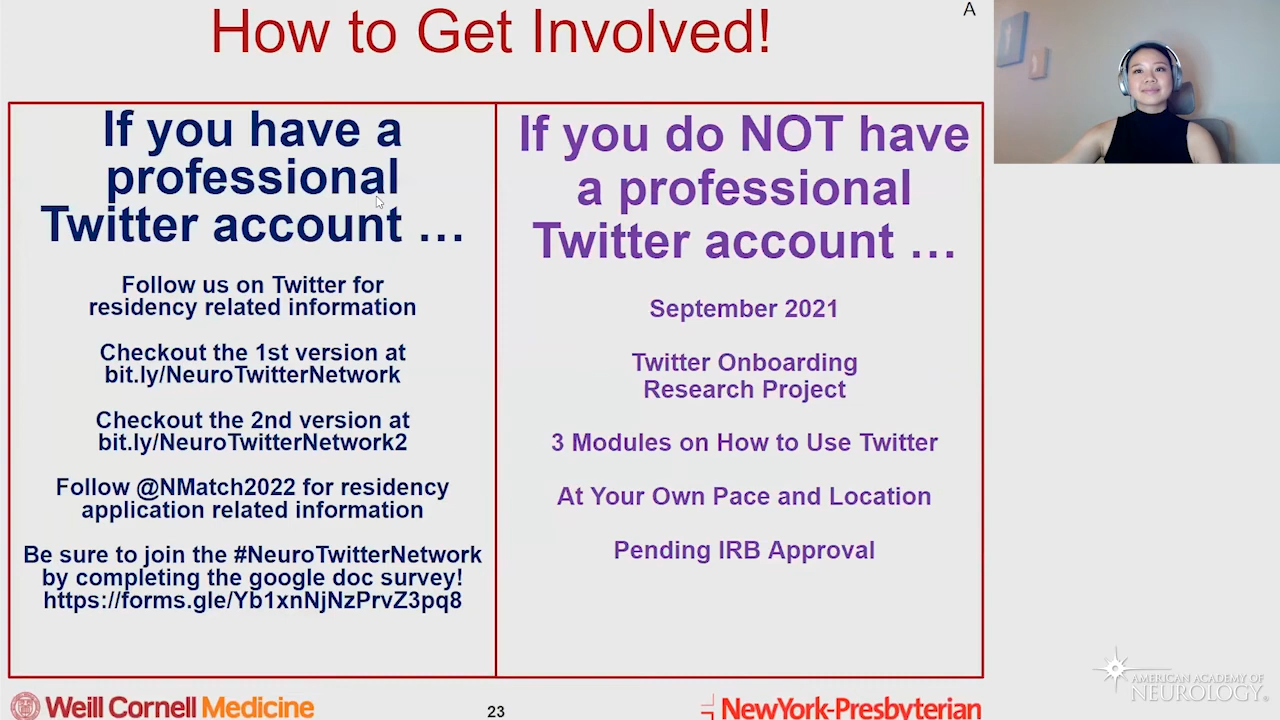 How to Get Involved!
A
If you have a
professional
Twitter account …
Follow us on Twitter for
residency related information
Checkout the 1st version at
bit.ly/NeuroTwitterNetwork
Checkout the 2nd version at
bit.ly/NeuroTwitterNetwork2
Follow @NMatch2022 for residency
application related information
Be sure to join the #NeuroTwitterNetwork
by completing the google doc survey!
https://forms.gle/Yb1xnNjNzPrvZ3pq8
If you do NOT have
a professional
Twitter account …
September 2021
Twitter Onboarding
Research Project
3 Modules on How to Use Twitter
At Your Own Pace and Location
Pending IRB Approval
Weill Cornell Medicine
23
NewYork-Presbyterian
AMERICAN ACADEMY OF
NEUROLOGY®